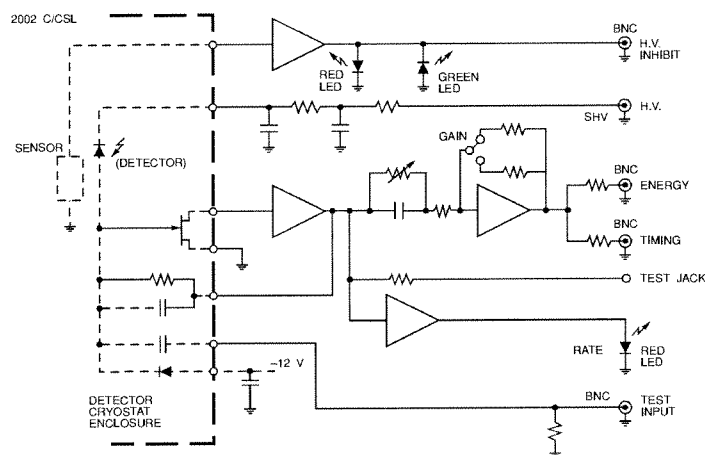 2002 C/CSL
BNC
H.V.
INHIBIT
RED
LED
GREEN
LED
H.V.
SHV
SENSOR
(DETECTOR)
GAIN
BNC
ENERGY
BNC
TIMING
TEST JACK
RATE
RED
LED
–12 V
DETECTOR
CRYOSTAT
ENCLOSURE
BNC
TEST
INPUT